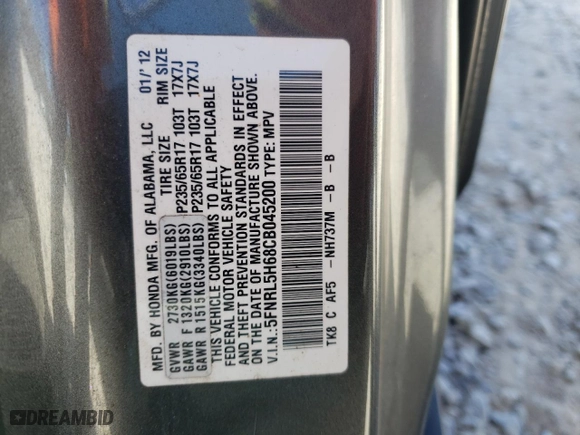 MFD. BY HONDA MFG. OF ALABAMA, LLC 01/'12
TIRE SIZE RIM SIZE
GVWR 2730KG(6019LBS)
GAWR F 1320KG(2910LBS) P235/65R17 103T 17X7J
GAWR R 1515KG(3340LBS) P235/65R17 103T 17X7J
THIS VEHICLE CONFORMS TO ALL APPLICABLE
FEDERAL MOTOR VEHICLE SAFETY
AND THEFT PREVENTION STANDARDS IN EFFECT
ON THE DATE OF MANUFACTURE SHOWN ABOVE.
V.I.N.:5FNRL5H68CB045200 TYPE: MPV
TK8 C AF5 -NH737M - B - B
DREAMBID